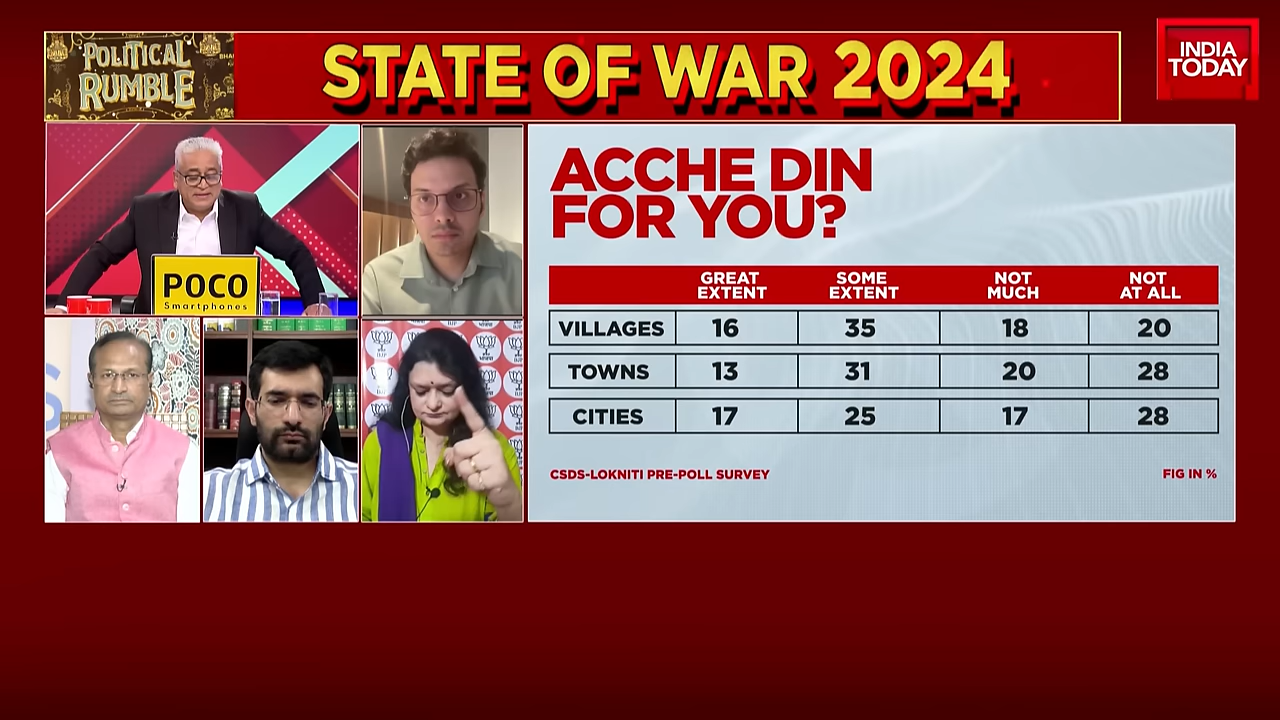 POLITICAL
RUMBLE
STATE OF WAR 2024
INDIA
TODAY
POCO
Smartphones
BJP
ACCHE DIN
FOR YOU?
GREAT EXTENT SOME EXTENT NOT MUCH NOT AT ALL
VILLAGES 16 35 18 20
TOWNS 13 31 20 28
CITIES 17 25 17 28
CSDS-LOKNITI PRE-POLL SURVEY FIG IN %